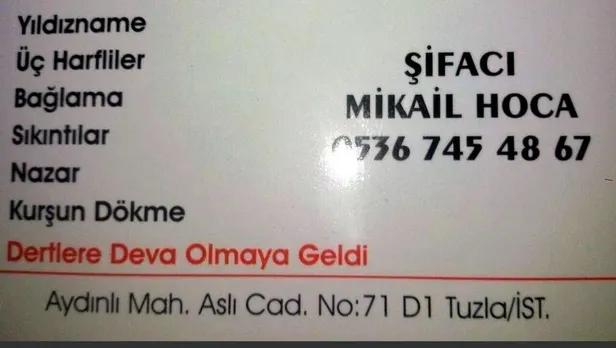 Yıldızname
Üç Harfliler
Bağlama
Sıkıntılar
Nazar
Kurşun Dökme
Dertlere Deva Olmaya Geldi
ŞİFACI
MİKAİL HOCA
0536 745 48 67
Aydınlı Mah. Aslı Cad. No:71 D1 Tuzla/İST.